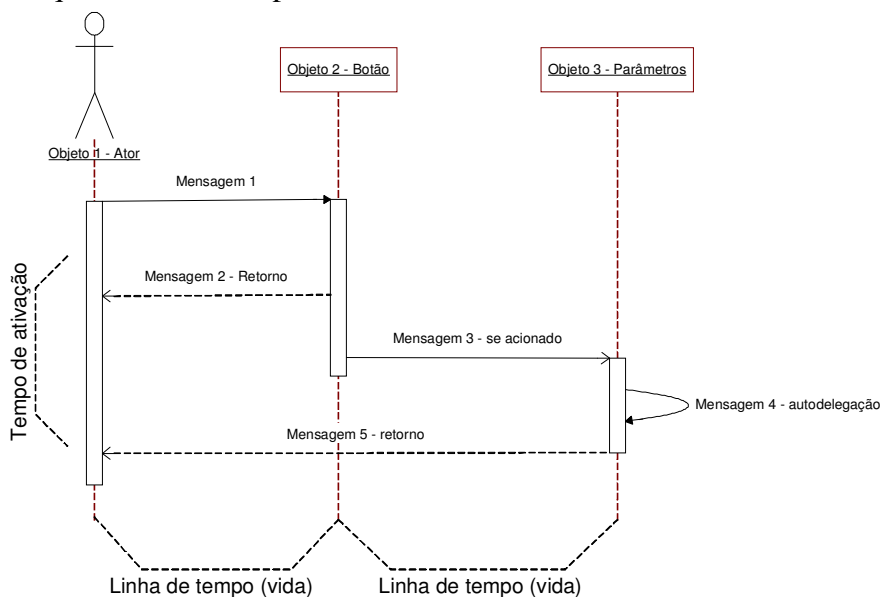 Objeto 2 - Botão
Objeto 3 - Parâmetros
Objeto 1 - Ator
Mensagem 1
Tempo de ativação
Mensagem 2 - Retorno
Mensagem 3 - se acionado
Mensagem 4 - autodelegação
Mensagem 5 - retorno
Linha de tempo (vida)
Linha de tempo (vida)